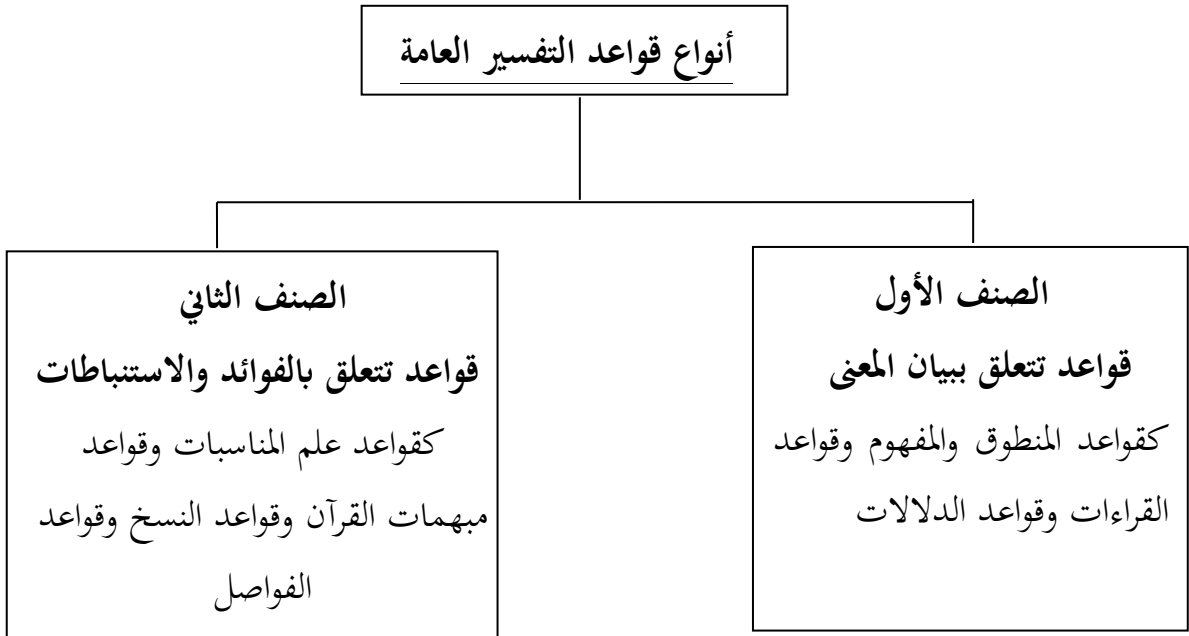 أنواع قواعد التفسير العامة
الصنف الأول
قواعد تتعلق ببيان المعنى
كقواعد المنطوق والمفهوم وقواعد
القراءات وقواعد الدلالات
الصنف الثاني
قواعد تتعلق بالفوائد والاستنباطات
كقواعد علم المناسبات وقواعد
مبهمات القرآن وقواعد النسخ وقواعد
الفواصل